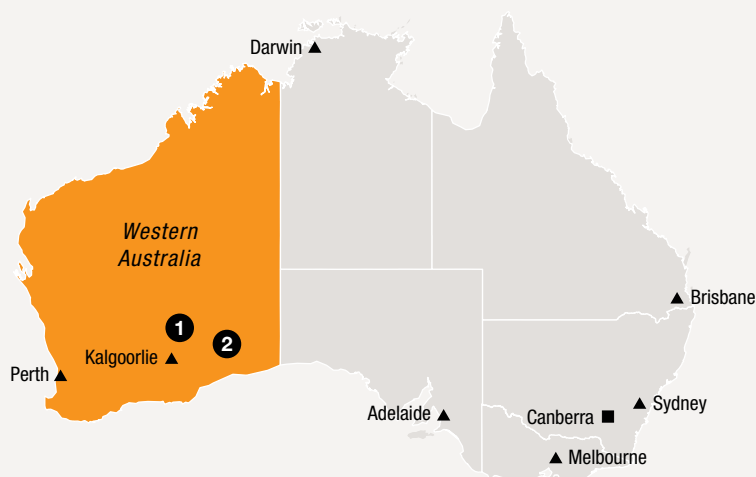 Darwin
Western
Australia
Brisbane
1
2
Kalgoorlie
Perth
Adelaide
Canberra
Sydney
Melbourne